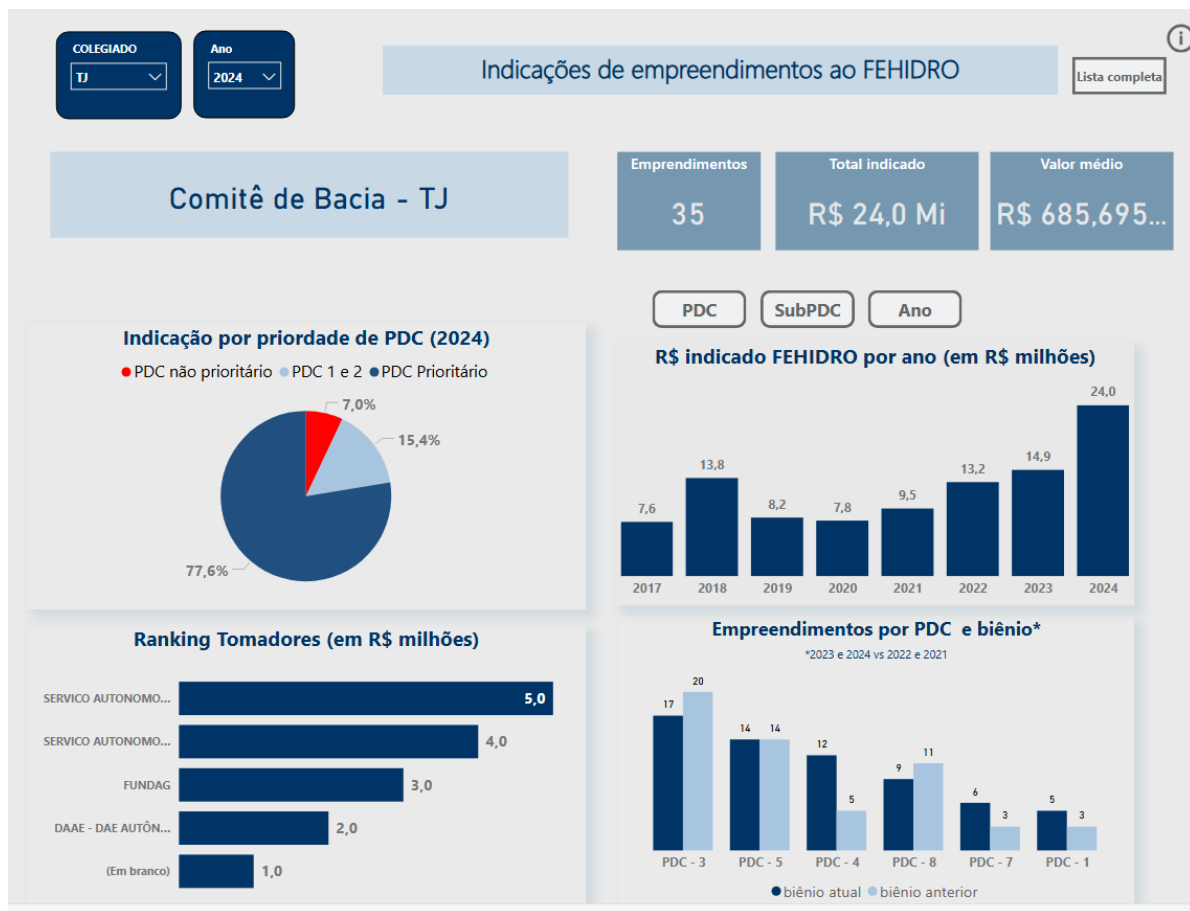 COLEGIADO
TJ
Ano
2024
Indicações de empreendimentos ao FEHIDRO
i
Lista completa
Comitê de Bacia - TJ
Emprendimentos
35
Total indicado
R$ 24,0 Mi
Valor médio
R$ 685,695...
PDC
SubPDC
Ano
Indicação por priordade de PDC (2024)
PDC não prioritário PDC 1 e 2 PDC Prioritário
7,0%
15,4%
77,6%
R$ indicado FEHIDRO por ano (em R$ milhões)
7,6
13,8
8,2
7,8
9,5
13,2
14,9
24,0
2017 2018 2019 2020 2021 2022 2023 2024
Ranking Tomadores (em R$ milhões)
SERVICO AUTONOMO... 5,0
SERVICO AUTONOMO... 4,0
FUNDAG 3,0
DAAE - DAE AUTÔN... 2,0
(Em branco) 1,0
Empreendimentos por PDC e biênio*
*2023 e 2024 vs 2022 e 2021
17 20 14 14 12 5 9 11 6 3 5 3
PDC - 3 PDC - 5 PDC - 4 PDC - 8 PDC - 7 PDC - 1
biênio atual biênio anterior